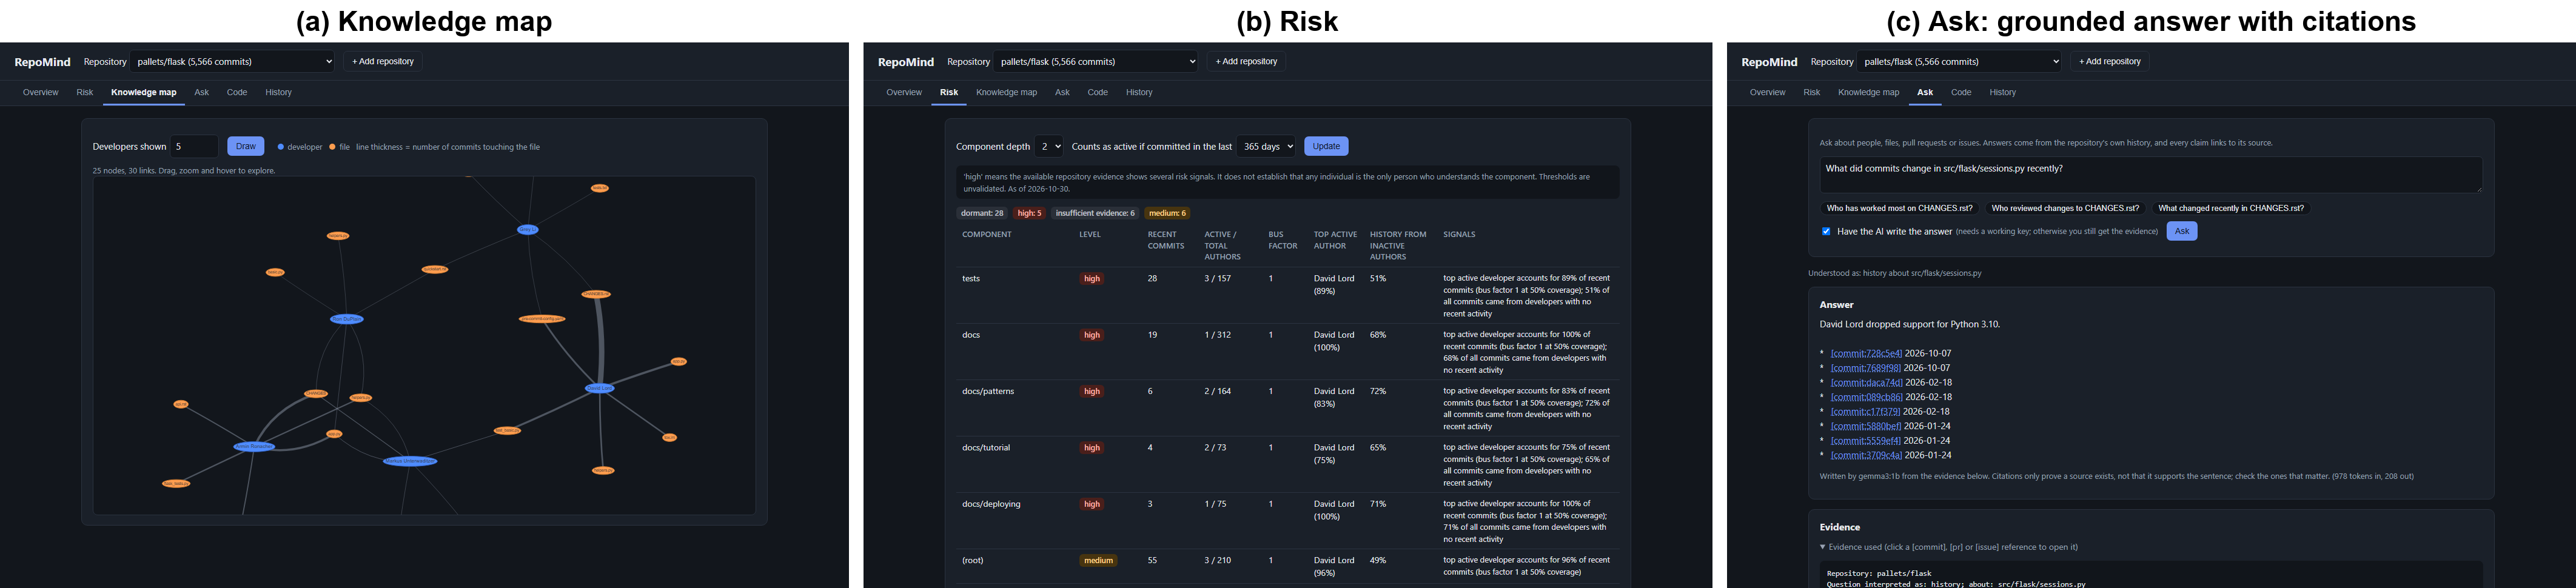 (a) Knowledge map
RepoMind Repository pallets/flask (5,566 commits) + Add repository
Overview Risk Knowledge map Ask Code History
Developers shown 5 Draw developer file line thickness = number of commits touching the file
25 nodes, 30 links. Drag, zoom and hover to explore.
David Lord
(b) Risk
RepoMind Repository pallets/flask (5,566 commits) + Add repository
Overview Risk Knowledge map Ask Code History
Component depth 2 Counts as active if committed in the last 365 days Update
'high' means the available repository evidence shows several risk signals. It does not establish that any individual is the only person who understands the component. Thresholds are
unvalidated. As of 2026-10-30.
dormant: 28 high: 5 insufficient evidence: 6 medium: 6
COMPONENT LEVEL RECENT COMMITS ACTIVE / TOTAL AUTHORS BUS FACTOR TOP ACTIVE AUTHOR HISTORY FROM INACTIVE AUTHORS SIGNALS
tests high 28 3 / 157 1 David Lord (89%) 51% top active developer accounts for 89% of recent
commits (bus factor 1 at 50% coverage); 51% of
all commits came from developers with no
recent activity
docs high 19 1 / 312 1 David Lord (100%) 68% top active developer accounts for 100% of
recent commits (bus factor 1 at 50% coverage);
68% of all commits came from developers with
no recent activity
docs/patterns high 6 2 / 164 1 David Lord (83%) 72% top active developer accounts for 83% of recent
commits (bus factor 1 at 50% coverage); 72% of
all commits came from developers with no
recent activity
docs/tutorial high 4 2 / 73 1 David Lord (75%) 65% top active developer accounts for 75% of recent
commits (bus factor 1 at 50% coverage); 65% of
all commits came from developers with no
recent activity
docs/deploying high 3 1 / 75 1 David Lord (100%) 71% top active developer accounts for 100% of
recent commits (bus factor 1 at 50% coverage);
71% of all commits came from developers with
no recent activity
(root) medium 55 3 / 210 1 David Lord (96%) 49% top active developer accounts for 96% of recent
commits (bus factor 1 at 50% coverage)
(c) Ask: grounded answer with citations
RepoMind Repository pallets/flask (5,566 commits) + Add repository
Overview Risk Knowledge map Ask Code History
Ask about people, files, pull requests or issues. Answers come from the repository's own history, and every claim links to its source.
What did commits change in src/flask/sessions.py recently?
Who has worked most on CHANGES.rst? Who reviewed changes to CHANGES.rst? What changed recently in CHANGES.rst?
Have the AI write the answer (needs a working key; otherwise you still get the evidence) Ask
Understood as: history about src/flask/sessions.py
Answer
David Lord dropped support for Python 3.10.
* [commit:728c5e4] 2026-10-07
* [commit:7689f98] 2026-10-07
* [commit:daca74d] 2026-02-18
* [commit:089cb86] 2026-02-18
* [commit:c17f379] 2026-02-18
* [commit:5880bef] 2026-01-24
* [commit:5559ef4] 2026-01-24
* [commit:3709c4a] 2026-01-24
Written by gemma3:1b from the evidence below. Citations only prove a source exists, not that it supports the sentence; check the ones that matter. (978 tokens in, 208 out)
Evidence
▼ Evidence used (click a [commit], [pr] or [issue] reference to open it)
Repository: pallets/flask
Question interpreted as: history; about: src/flask/sessions.py